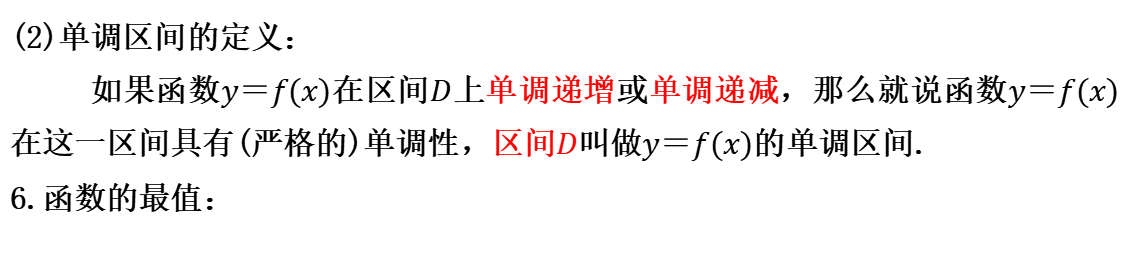 (2)单调区间的定义：
如果函数y＝f(x)在区间D上单调递增或单调递减，那么就说函数y＝f(x)
在这一区间具有(严格的)单调性，区间D叫做y＝f(x)的单调区间.
6.函数的最值：